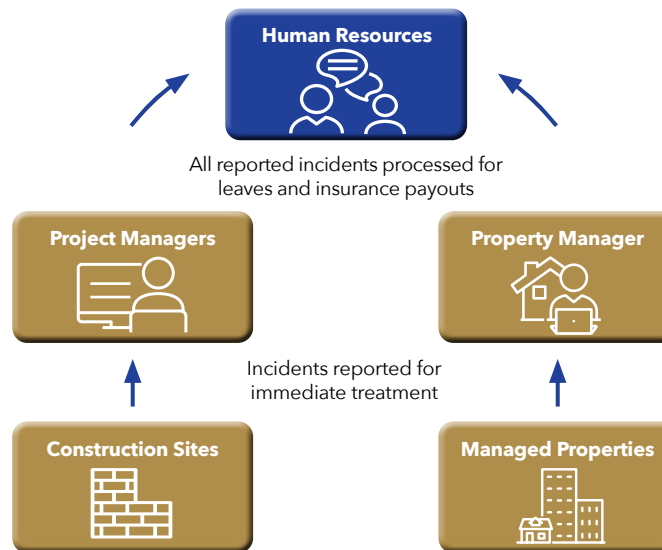 Human Resources
All reported incidents processed for
leaves and insurance payouts
Project Managers
Property Manager
Incidents reported for
immediate treatment
Construction Sites
Managed Properties